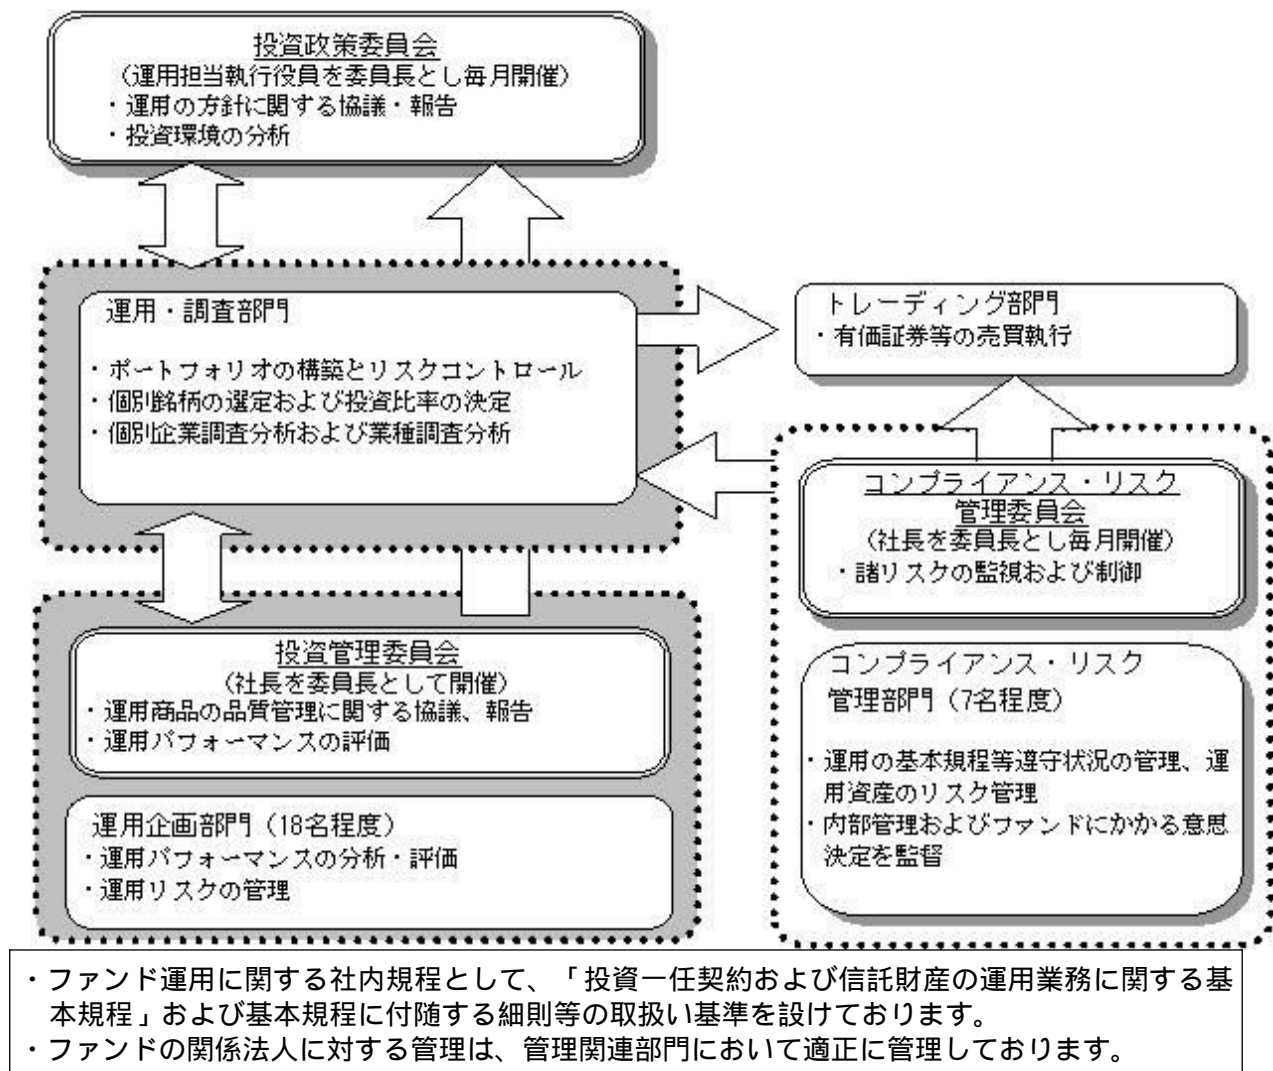 投資政策委員会
（運用担当執行役員を委員長とし毎月開催）
・運用の方針に関する協議・報告
・投資環境の分析
運用・調査部門
・ポートフォリオの構築とリスクコントロール
・個別銘柄の選定および投資比率の決定
・個別企業調査分析および業種調査分析
トレーディング部門
・有価証券等の売買執行
コンプライアンス・リスク
管理委員会
（社長を委員長とし毎月開催）
・諸リスクの監視および制御
コンプライアンス・リスク
管理部門（7名程度）
・運用の基本規程等遵守状況の管理、運
用資産のリスク管理
・内部管理およびファンドにかかる意思
決定を監督
投資管理委員会
（社長を委員長として開催）
・運用商品の品質管理に関する協議、報告
・運用パフォーマンスの評価
運用企画部門（18名程度）
・運用パフォーマンスの分析・評価
・運用リスクの管理
・ファンド運用に関する社内規程として、「投資一任契約および信託財産の運用業務に関する基
本規程」および基本規程に付随する細則等の取扱い基準を設けております。
・ファンドの関係法人に対する管理は、管理関連部門において適正に管理しております。